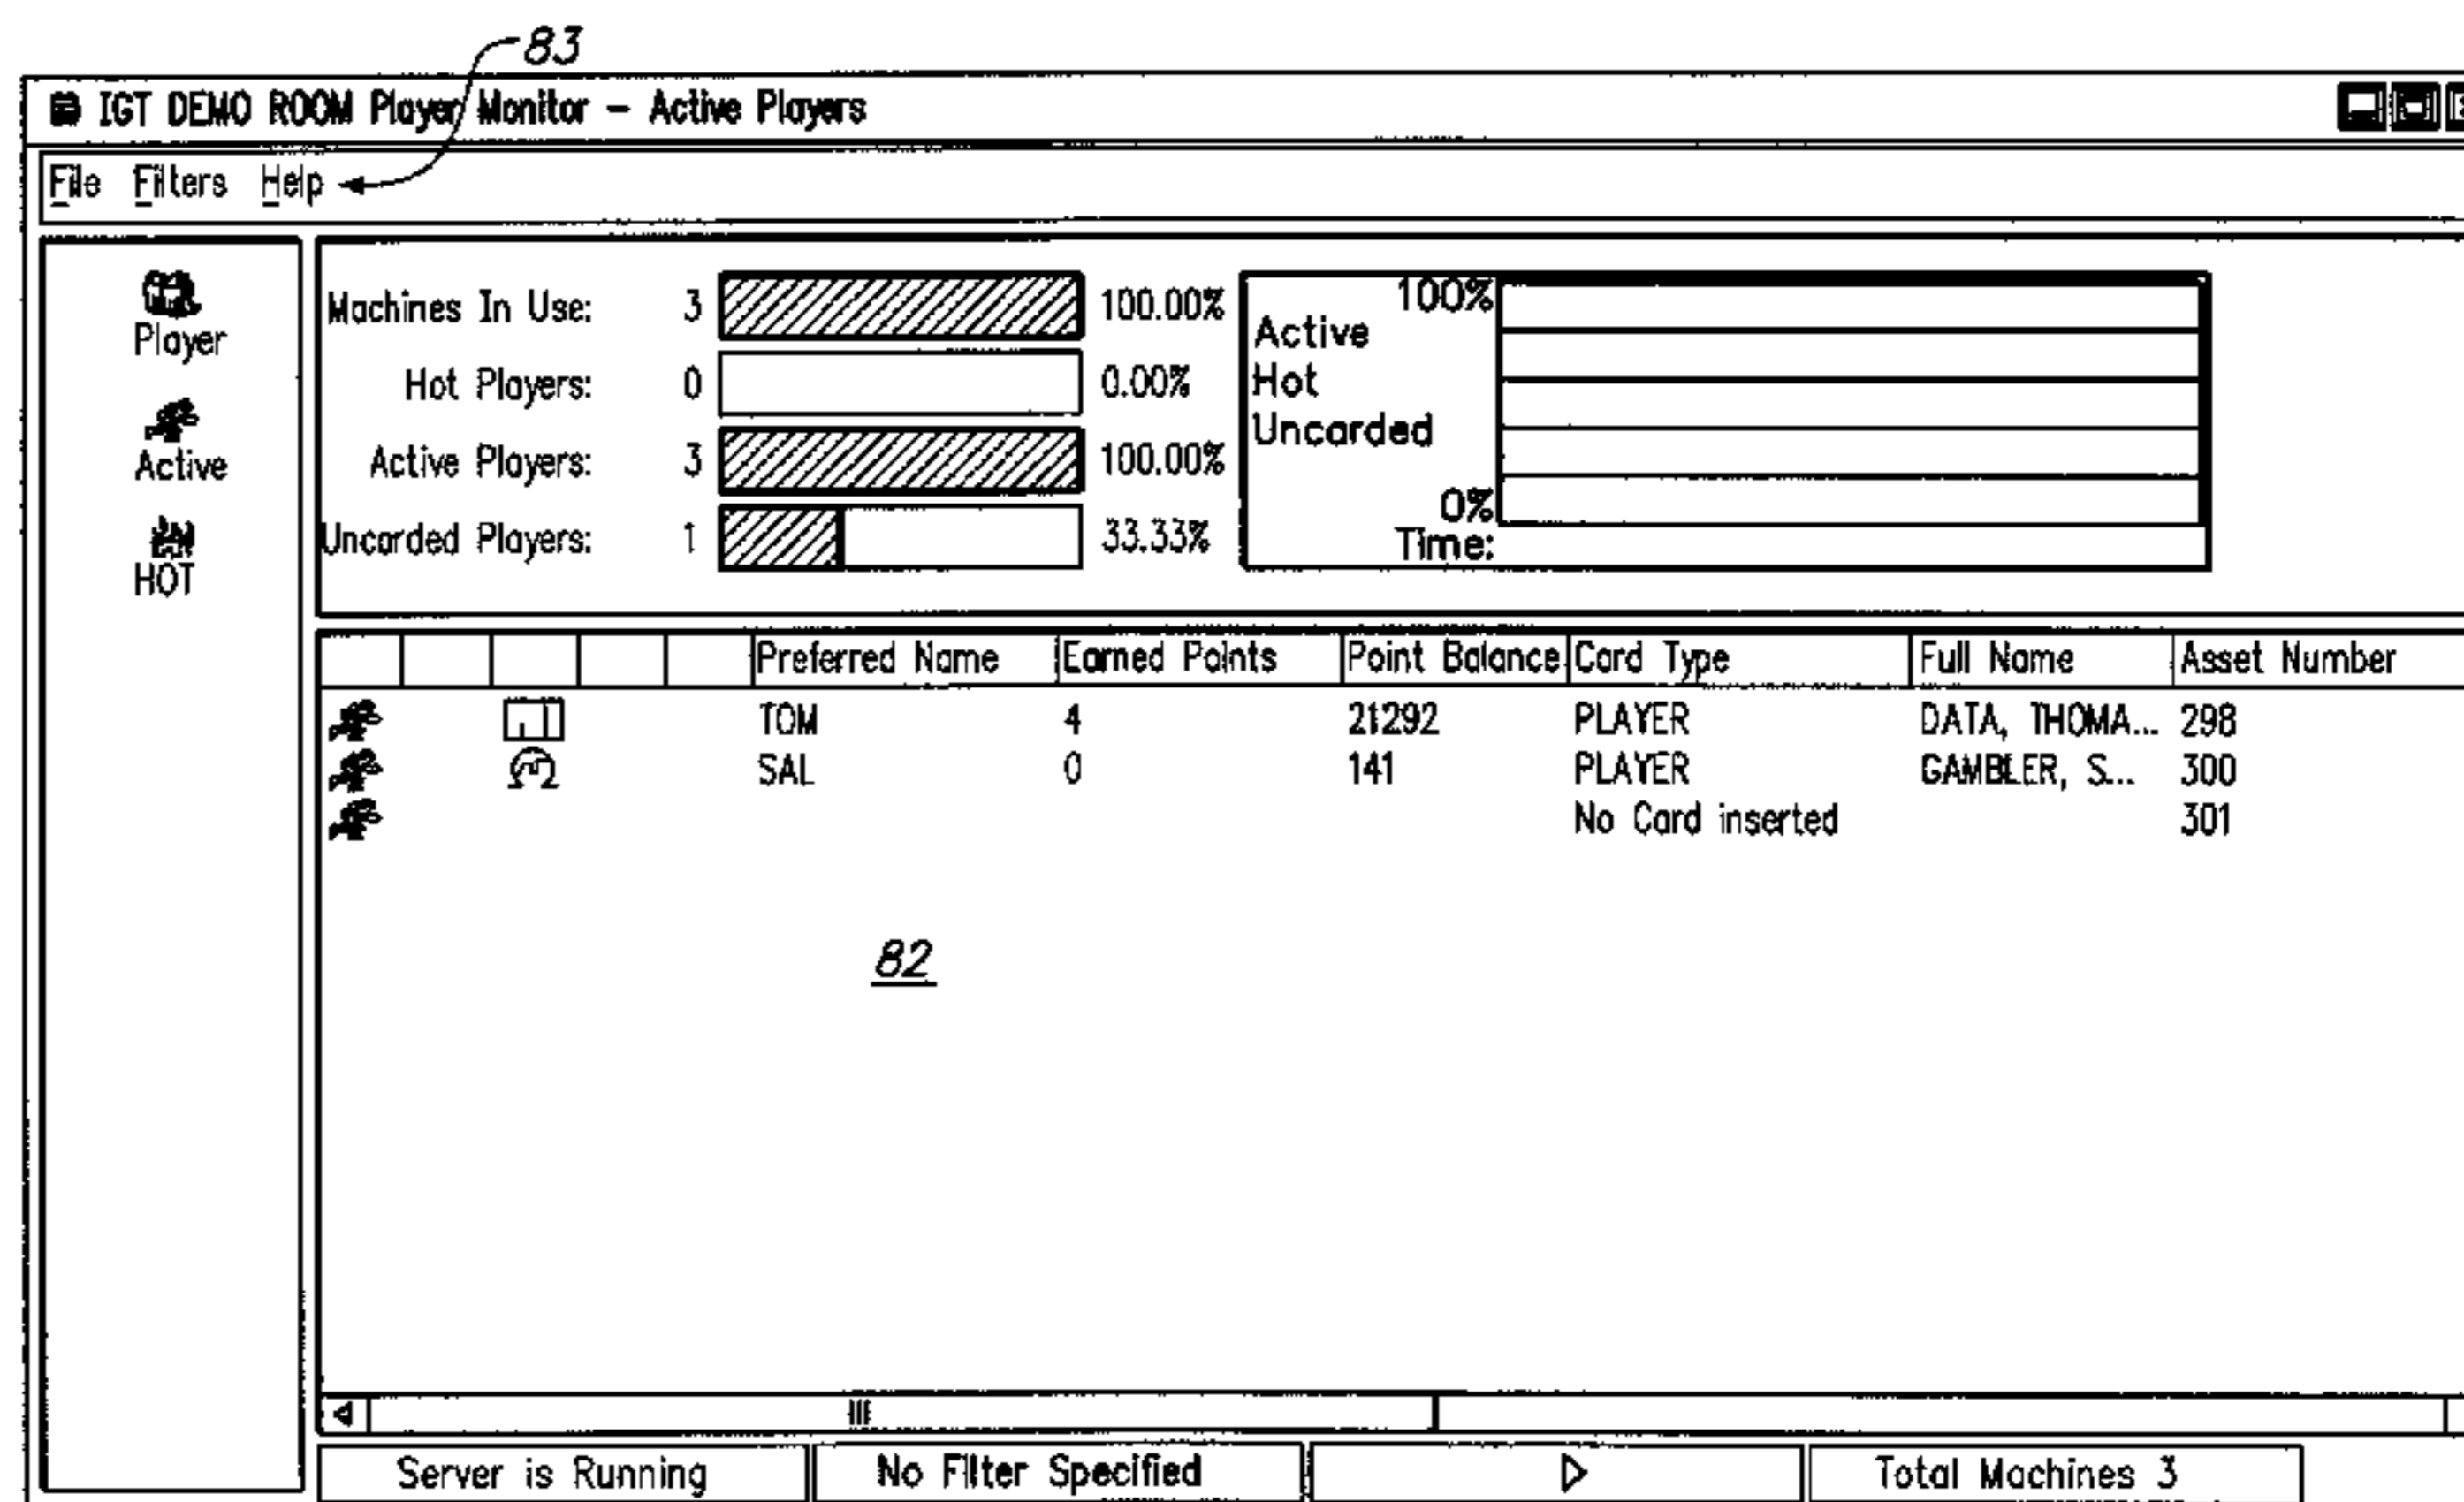 83
IGT DEMO ROOM Player Monitor – Active Players
File Filters Help
Player
Active
HOT
Machines In Use: 3 100.00%
Hot Players: 0 0.00%
Active Players: 3 100.00%
Uncarded Players: 1 33.33%
100%
Active
Hot
Uncarded
0%
Time:
Preferred Name Earned Points Point Balance Card Type Full Name Asset Number
TOM 4 21292 PLAYER DATA, THOMA... 298
SAL 0 141 PLAYER GAMBLER, S... 300
No Card inserted 301
82
Server is Running No Filter Specified Total Machines 3